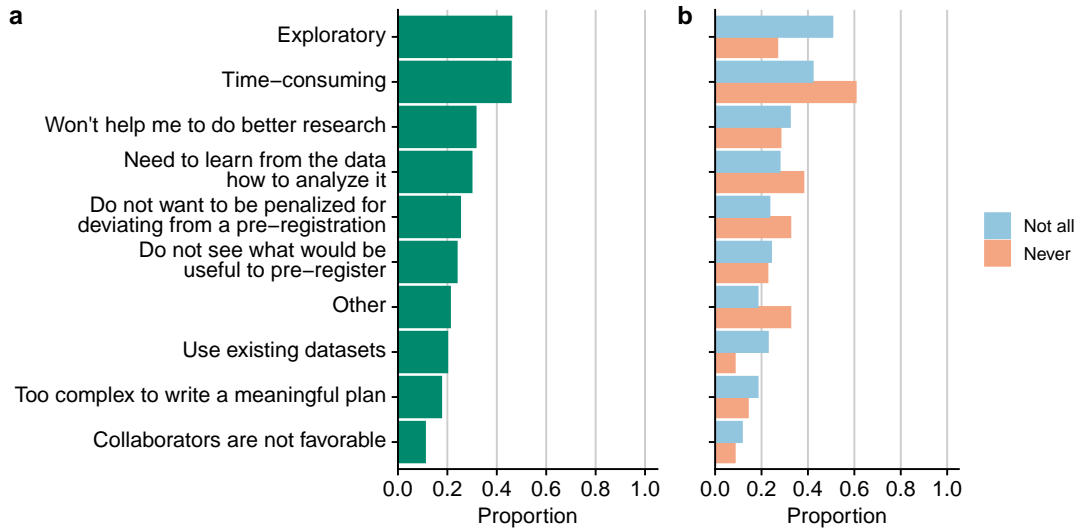 a
Exploratory
Time−consuming
Won't help me to do better research
Need to learn from the data
how to analyze it
Do not want to be penalized for
deviating from a pre−registration
Do not see what would be
useful to pre−register
Other
Use existing datasets
Too complex to write a meaningful plan
Collaborators are not favorable
0.0 0.2 0.4 0.6 0.8 1.0
Proportion
b
0.0 0.2 0.4 0.6 0.8 1.0
Proportion
Not all
Never